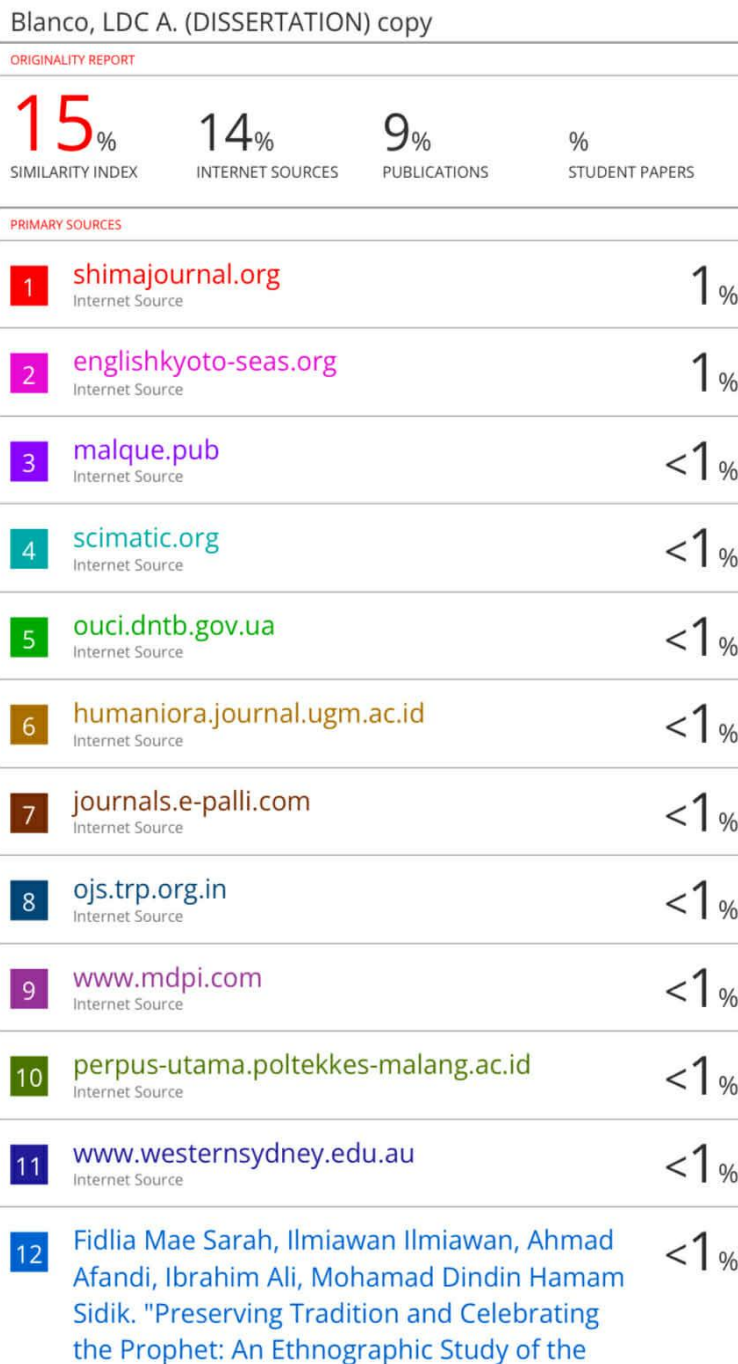 Blanco, LDC A. (DISSERTATION) copy
ORIGINALITY REPORT
15% 14% 9% %
SIMILARITY INDEX INTERNET SOURCES PUBLICATIONS STUDENT PAPERS
PRIMARY SOURCES
1 shimajournal.org 1%
Internet Source
2 englishkyoto-seas.org 1%
Internet Source
3 malque.pub <1%
Internet Source
4 scimatic.org <1%
Internet Source
5 ouci.dntb.gov.ua <1%
Internet Source
6 humaniora.journal.ugm.ac.id <1%
Internet Source
7 journals.e-palli.com <1%
Internet Source
8 ojs.trp.org.in <1%
Internet Source
9 www.mdpi.com <1%
Internet Source
10 perpus-utama.poltekkes-malang.ac.id <1%
Internet Source
11 www.westernsydney.edu.au <1%
Internet Source
12 Fidlia Mae Sarah, Ilmiawan Ilmiawan, Ahmad <1%
Afandi, Ibrahim Ali, Mohamad Dindin Hamam
Sidik. "Preserving Tradition and Celebrating
the Prophet: An Ethnographic Study of the